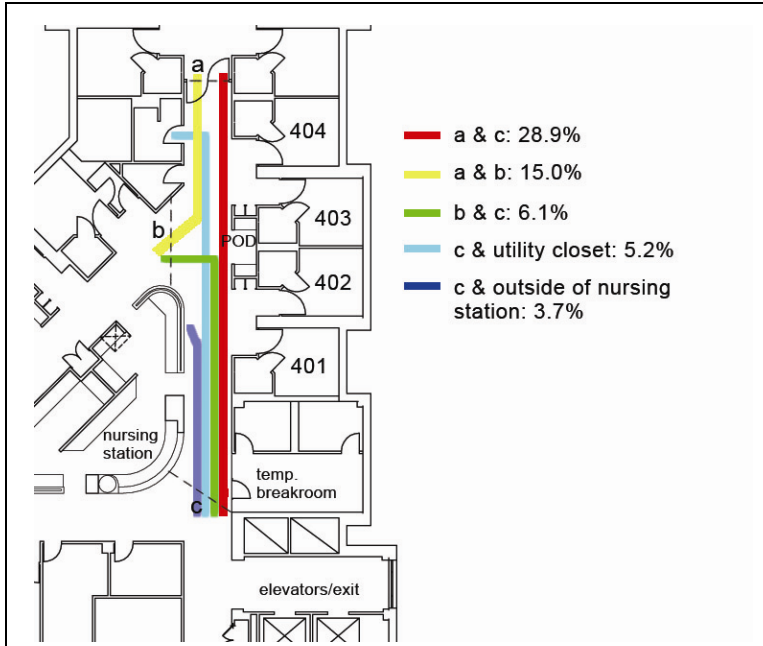 a
404
b
POD
403
402
401
nursing
station
temp.
breakroom
c
elevators/exit
a & c: 28.9%
a & b: 15.0%
b & c: 6.1%
c & utility closet: 5.2%
c & outside of nursing
station: 3.7%